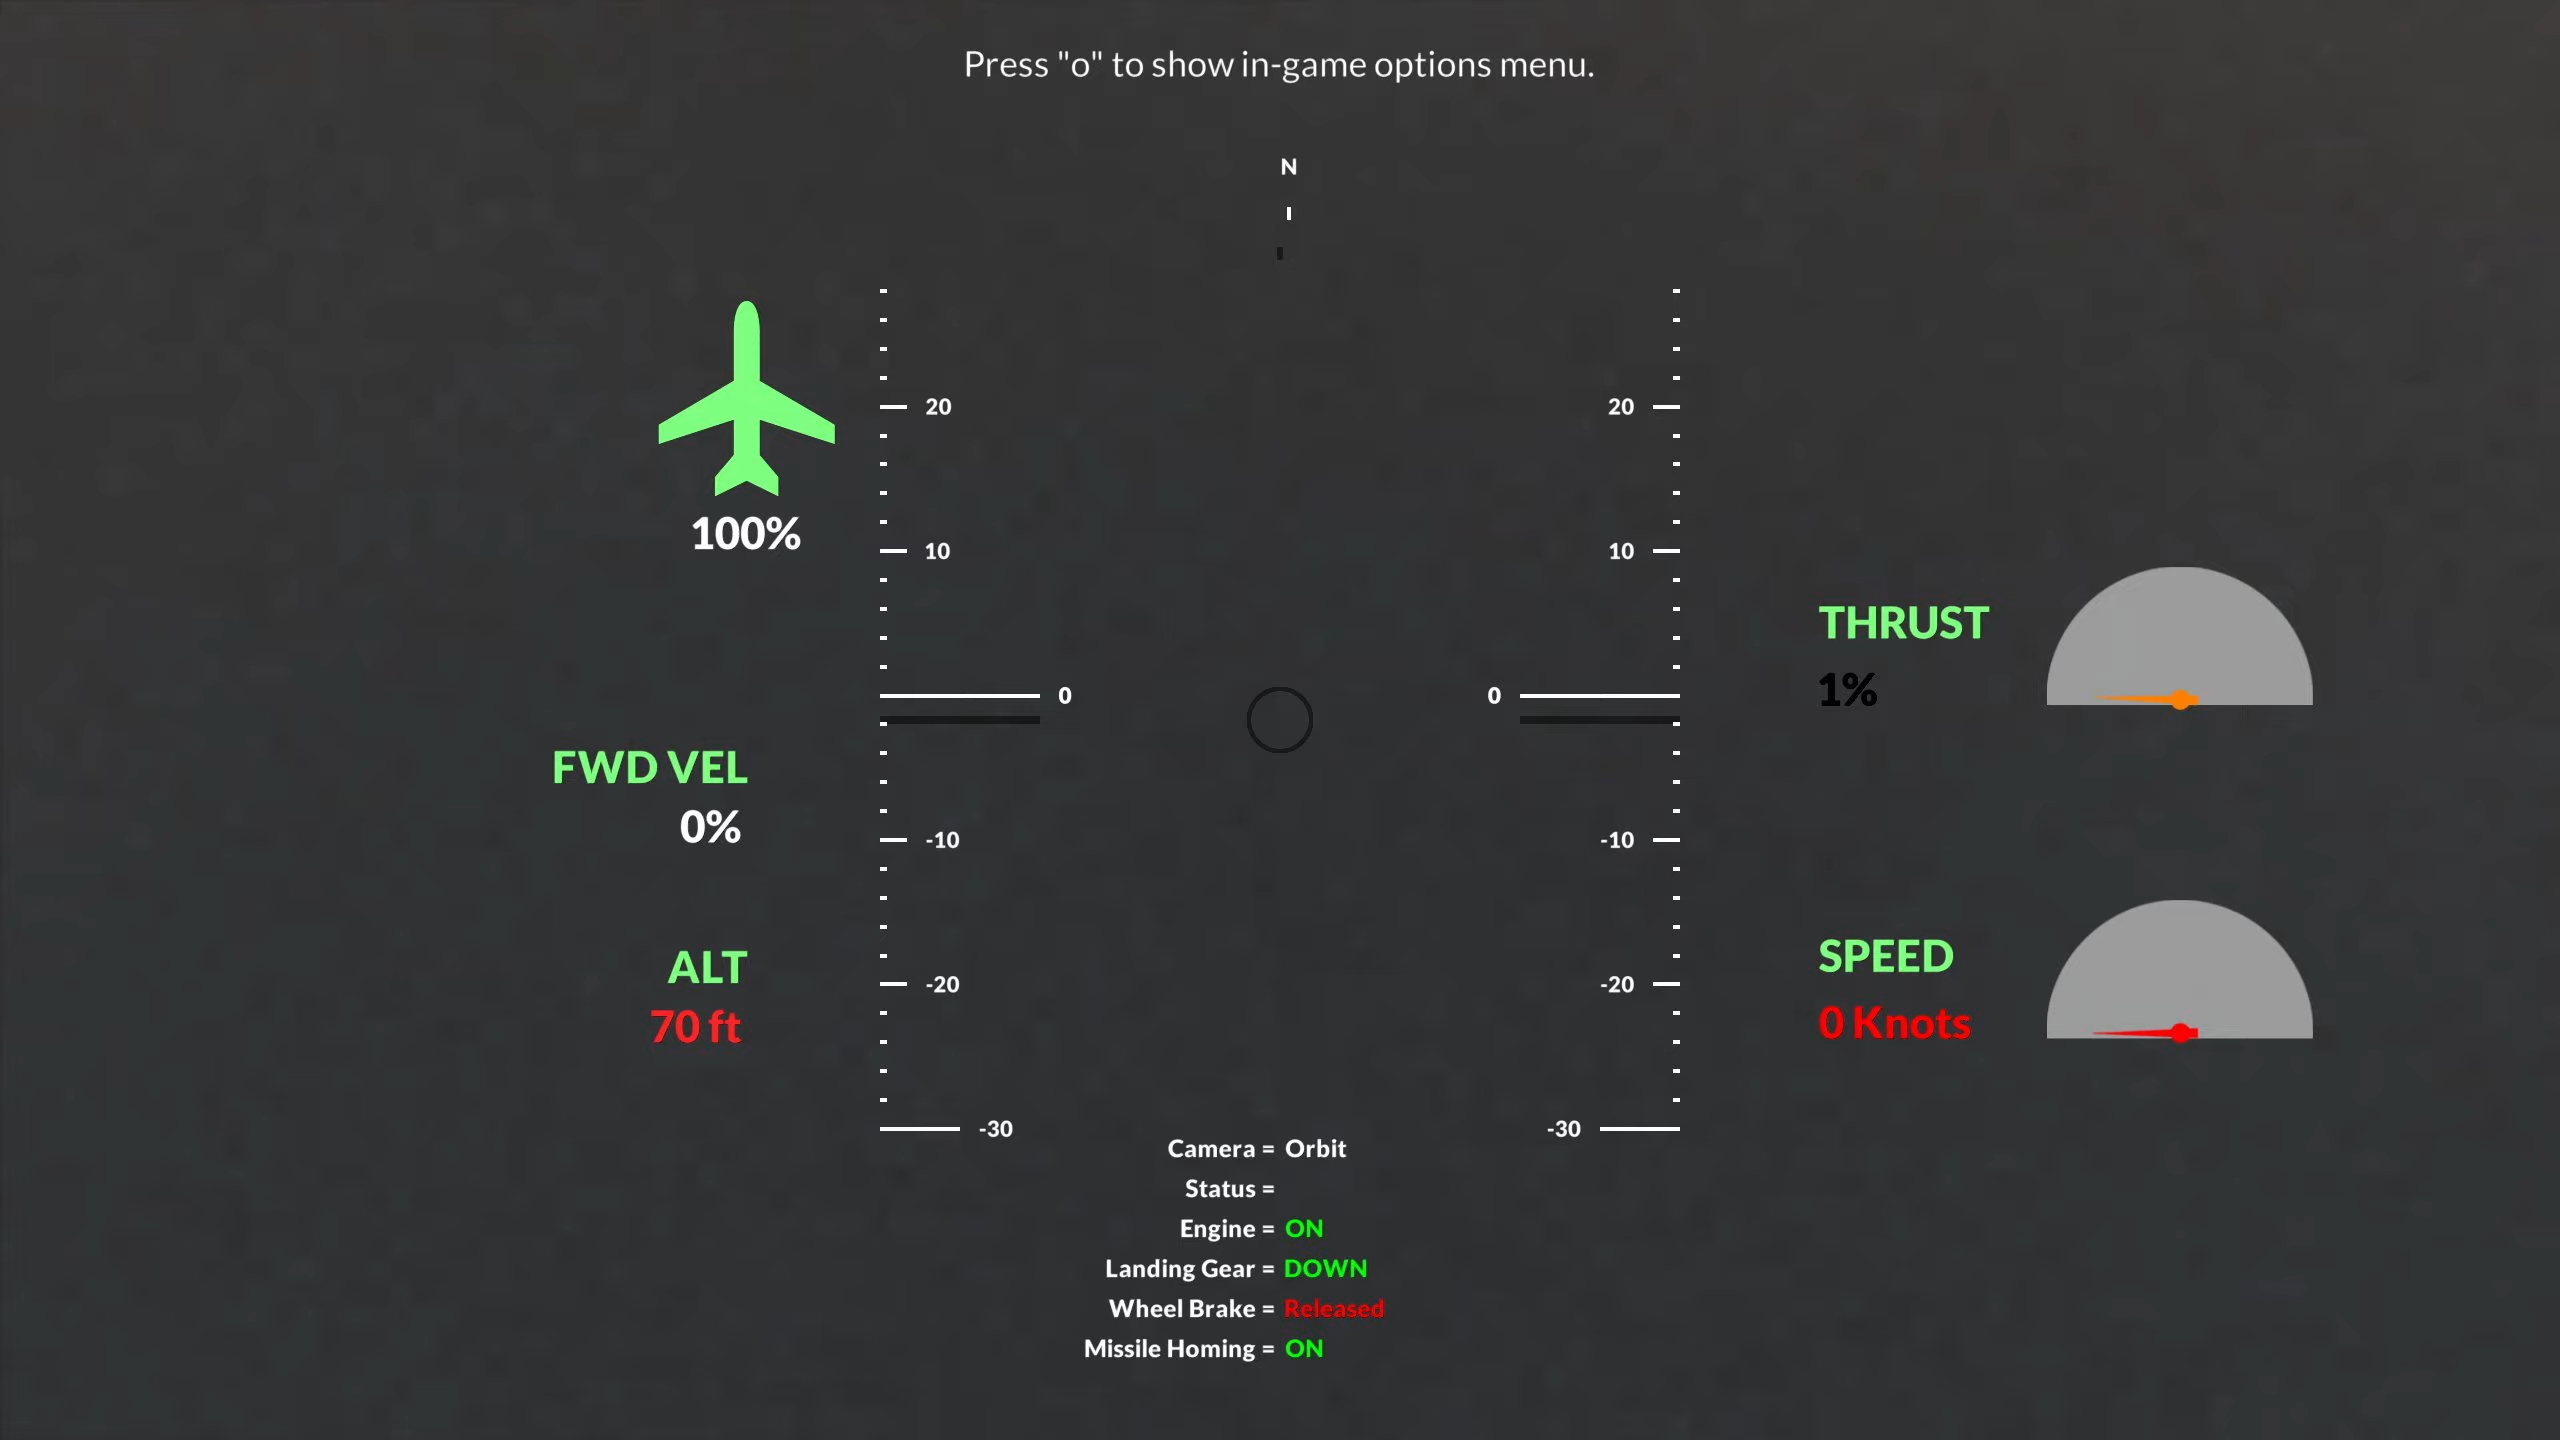 Press "o" to show in-game options menu.
N
20 20
10 10
100%
THRUST
1%
0 0
FWD VEL
0%
-10 -10
ALT
70 ft
-20 -20
SPEED
0 Knots
-30 -30
Camera = Orbit
Status =
Engine = ON
Landing Gear = DOWN
Wheel Brake = Released
Missile Homing = ON